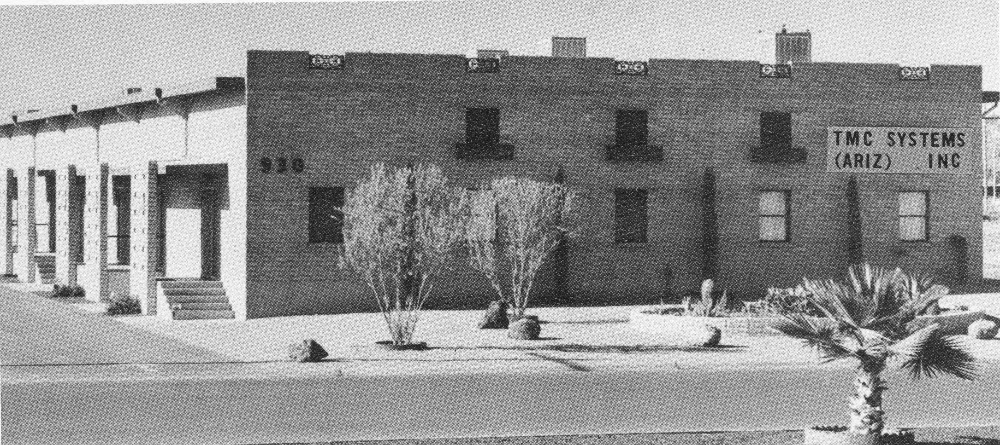 930
TMC SYSTEMS
(ARIZ) . INC